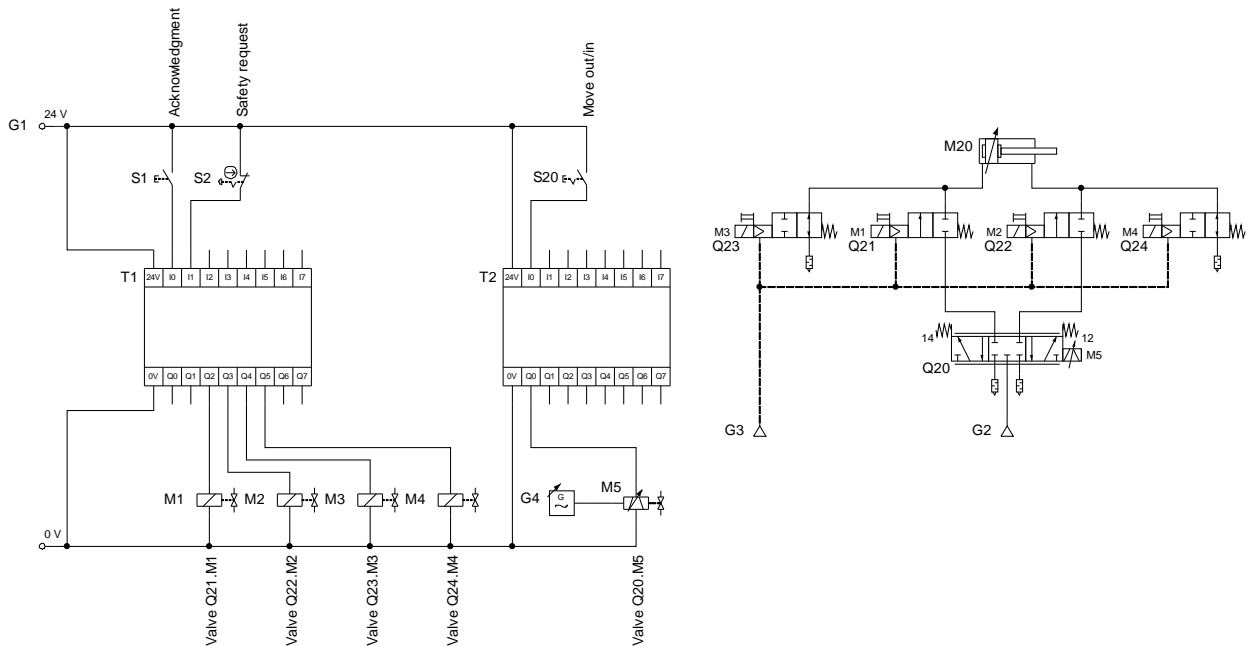 Acknowledgment
Safety request
Move out/in
G1
24 V
S1
S2
S20
T1
24V I0 I1 I2 I3 I4 I5 I6 I7
0V Q0 Q1 Q2 Q3 Q4 Q5 Q6 Q7
T2
24V I0 I1 I2 I3 I4 I5 I6 I7
0V Q0 Q1 Q2 Q3 Q4 Q5 Q6 Q7
M1
M2
M3
M4
G4
G
M5
0 V
Valve Q21.M1
Valve Q22.M2
Valve Q23.M3
Valve Q24.M4
Valve Q20.M5
M20
M3
Q23
M1
Q21
M2
Q22
M4
Q24
14
12
M5
Q20
G3
G2